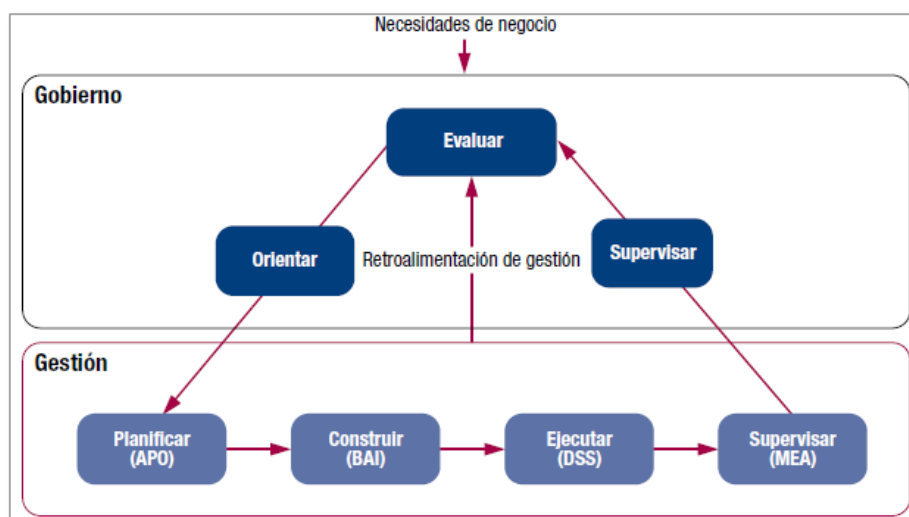 Necesidades de negocio
Gobierno
Evaluar
Orientar
Retroalimentación de gestión
Supervisar
Gestión
Planificar
(APO)
Construir
(BAI)
Ejecutar
(DSS)
Supervisar
(MEA)